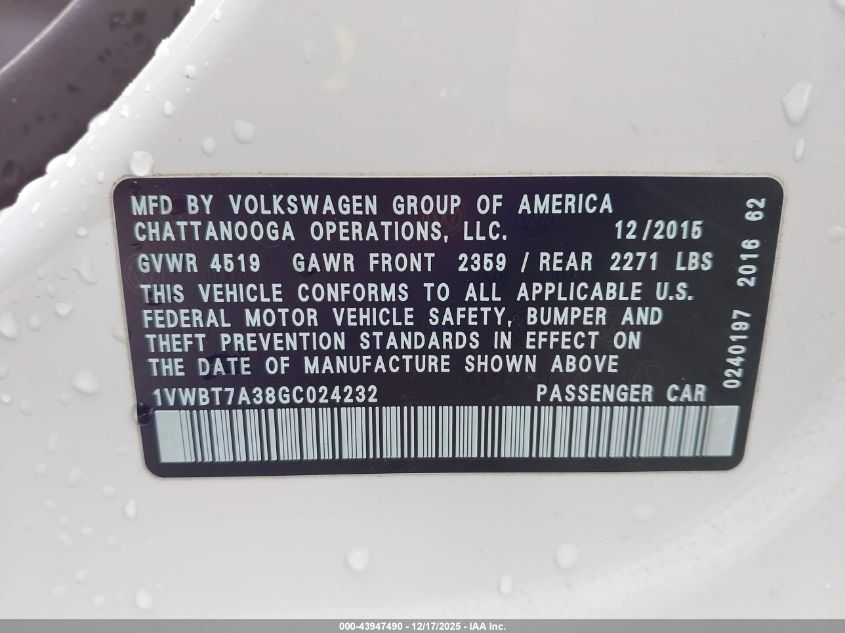 MFD BY VOLKSWAGEN GROUP OF AMERICA
CHATTANOOGA OPERATIONS, LLC. 12/2015
GVWR 4519 GAWR FRONT 2359 / REAR 2271 LBS
THIS VEHICLE CONFORMS TO ALL APPLICABLE U.S.
FEDERAL MOTOR VEHICLE SAFETY, BUMPER AND
THEFT PREVENTION STANDARDS IN EFFECT ON
THE DATE OF MANUFACTURE SHOWN ABOVE
1VWBT7A38GC024232 PASSENGER CAR
0240197 2016 62
000-43947490 - 12/17/2025 - IAA Inc.